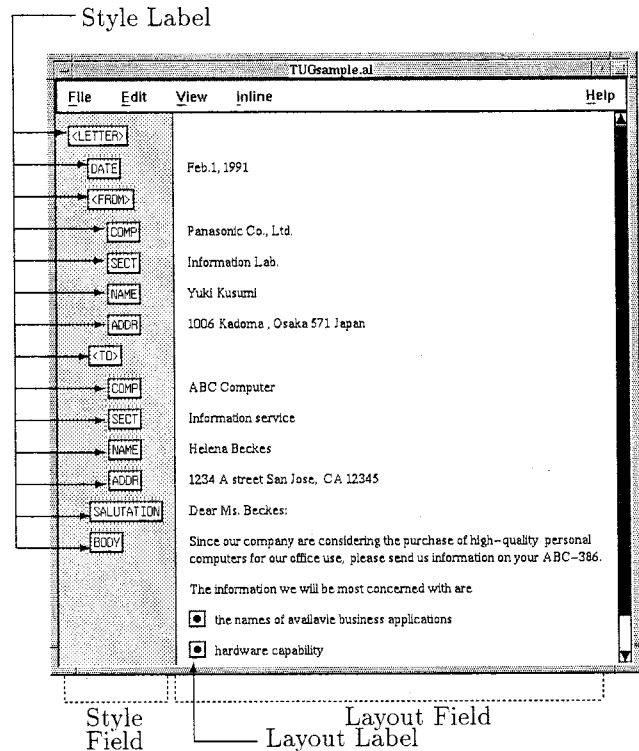 Style Label
TUGsample.al
File Edit View inline Help
<LETTER>
DATE Feb.1, 1991
<FROM>
COMP Panasonic Co., Ltd.
SECT Information Lab.
NAME Yuki Kusumi
ADDR 1006 Kadoma , Osaka 571 Japan
<TO>
COMP ABC Computer
SECT Information service
NAME Helena Beckes
ADDR 1234 A street San Jose, CA 12345
SALUTATION Dear Ms. Beckes:
BODY Since our company are considering the purchase of high-quality personal
computers for our office use, please send us information on your ABC-386.
The information we will be most concerned with are
the names of availavie business applications
hardware capability
Style Layout Field
Field Layout Label